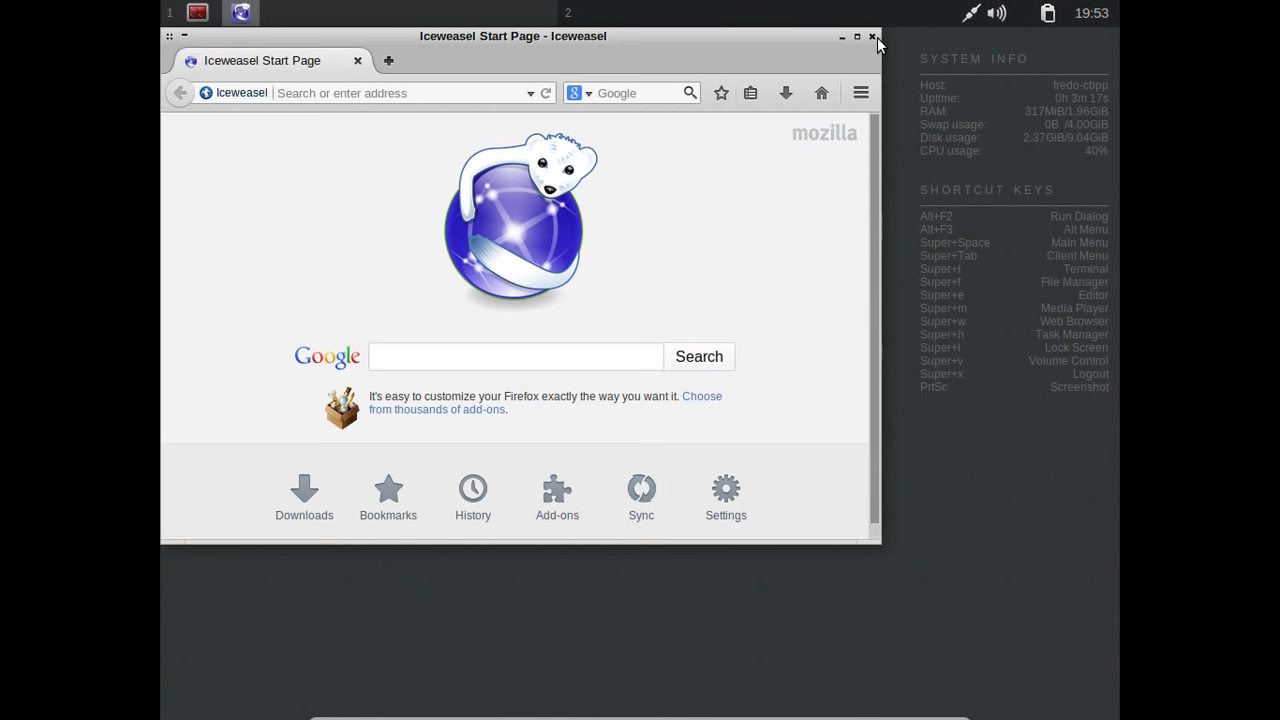 1
2
19:53
Iceweasel Start Page - Iceweasel
Iceweasel Start Page
Iceweasel Search or enter address
Google
mozilla
Google
Search
It's easy to customize your Firefox exactly the way you want it. Choose
from thousands of add-ons.
Downloads Bookmarks History Add-ons Sync Settings
SYSTEM INFO
Host: fredo-cbpp
Uptime: 0h 3m 17s
RAM: 317MiB/1.96GiB
Swap usage: 0B /4.00GiB
Disk usage: 2.37GiB/9.04GiB
CPU usage: 40%
SHORTCUT KEYS
Alt+F2 Run Dialog
Alt+F3 Alt Menu
Super+Space Main Menu
Super+Tab Client Menu
Super+t Terminal
Super+f File Manager
Super+e Editor
Super+m Media Player
Super+w Web Browser
Super+h Task Manager
Super+l Lock Screen
Super+v Volume Control
Super+x Logout
PrtSc Screenshot